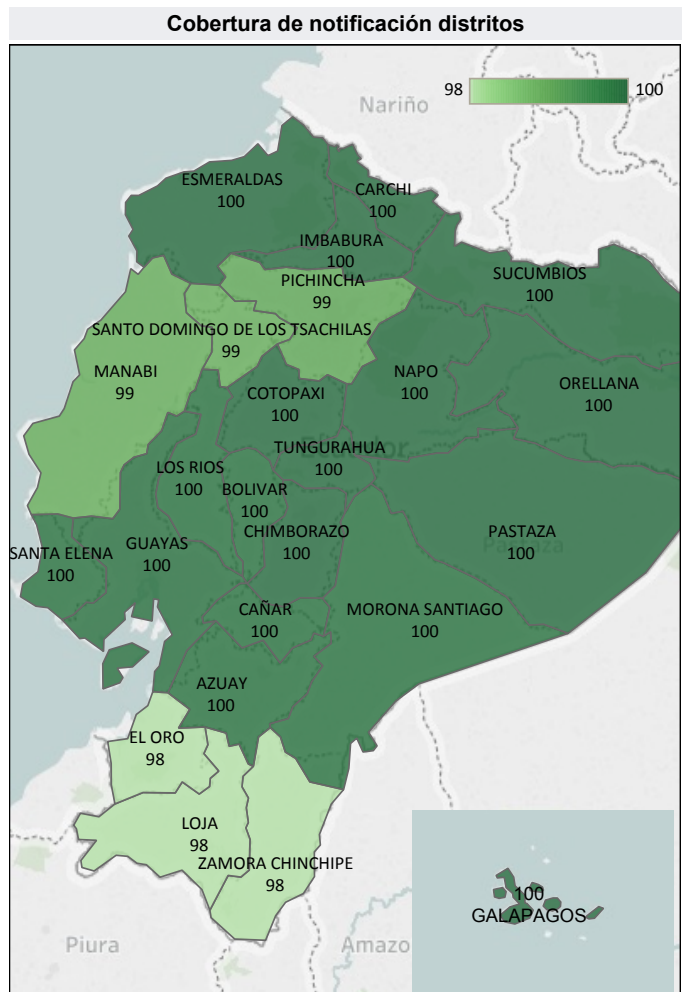 Cobertura de notificación distritos
98
100
Nariño
ESMERALDAS
100
CARCHI
100
IMBABURA
100
SUCUMBIOS
100
PICHINCHA
99
SANTO DOMINGO DE LOS TSACHILAS
99
MANABI
99
NAPO
100
ORELLANA
100
COTOPAXI
100
Ecuador
TUNGURAHUA
100
LOS RIOS
100
BOLIVAR
100
CHIMBORAZO
100
PASTAZA
Pastaza
100
SANTA ELENA
100
GUAYAS
100
CAÑAR
100
MORONA SANTIAGO
100
AZUAY
100
EL ORO
98
LOJA
98
ZAMORA CHINCHIPE
98
100
GALAPAGOS
Piura
Amazo